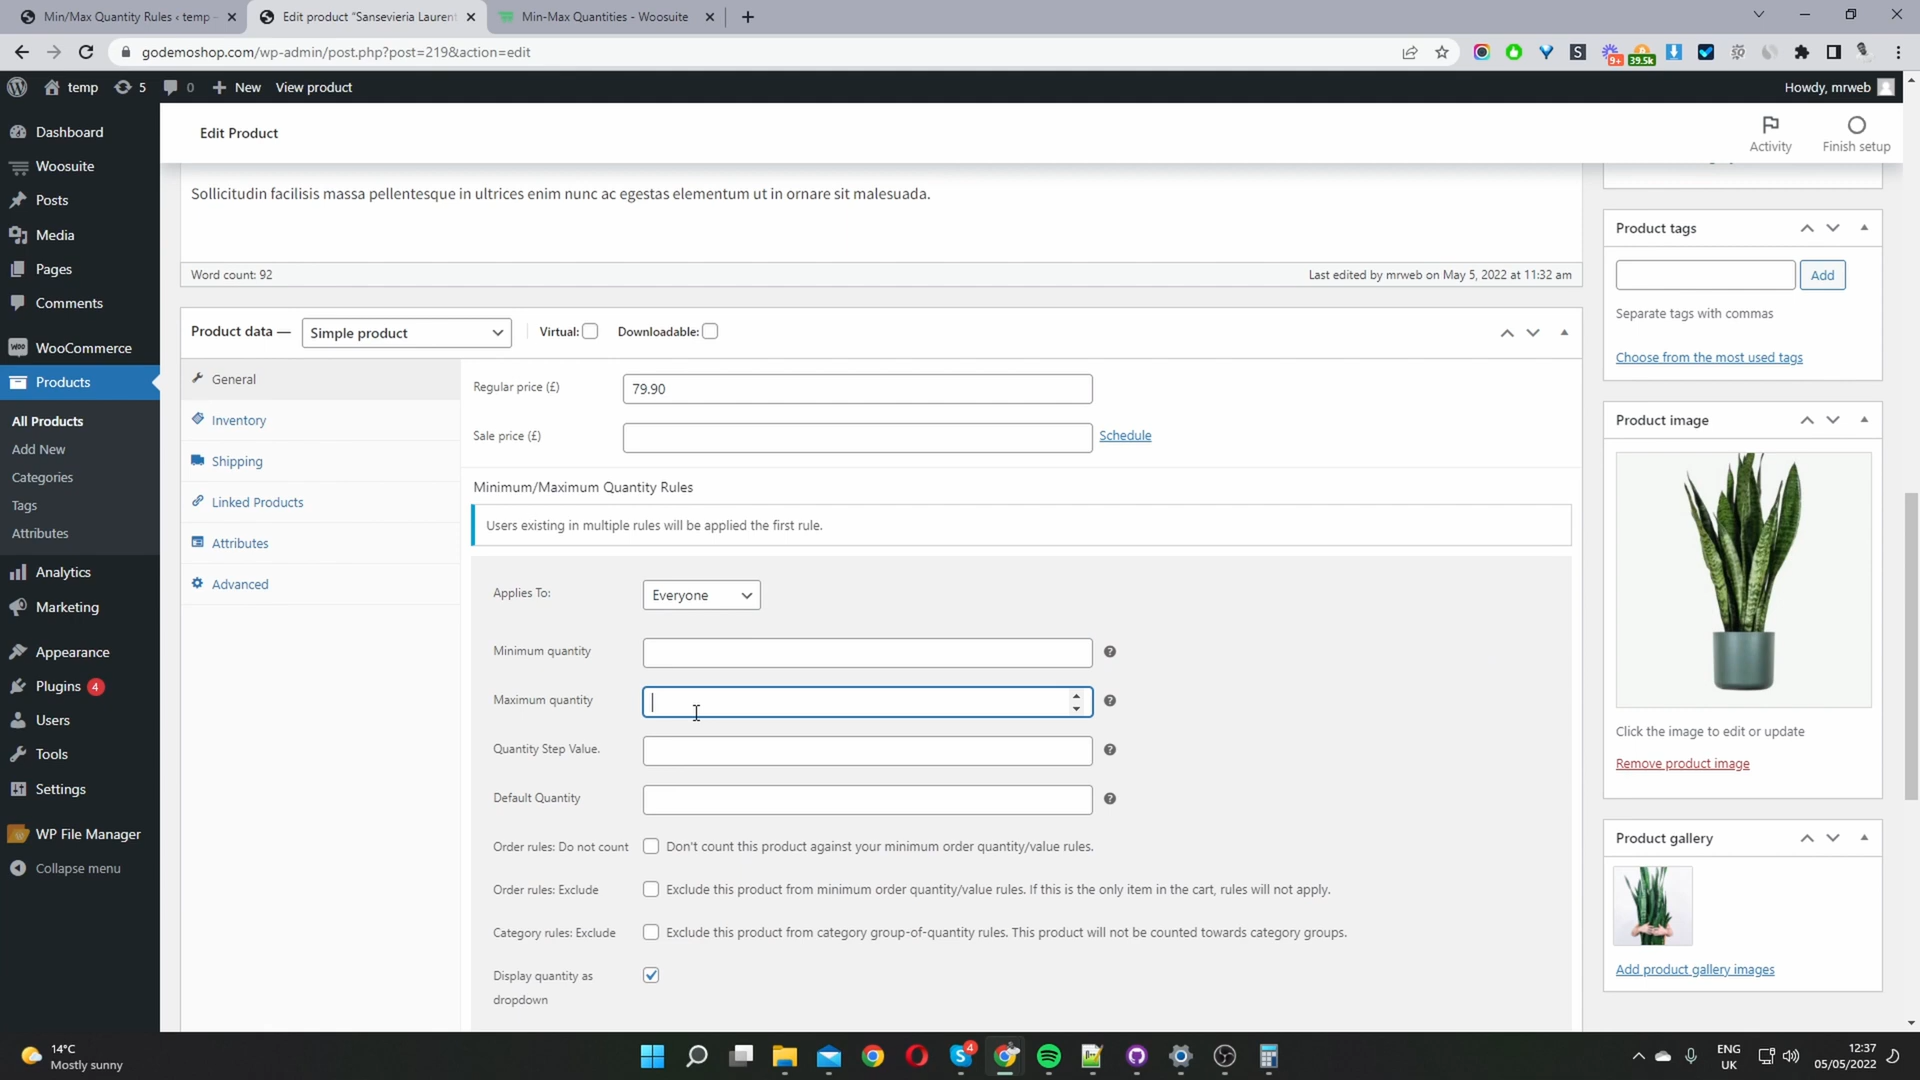 Min/Max Quantity Rules ‹ temp
Edit product "Sansevieria Laurent
Min-Max Quantities - Woosuite
godemoshop.com/wp-admin/post.php?post=219&action=edit
9+
39.5k
temp
5
0
New
View product
Howdy, mrweb
Dashboard
Woosuite
Posts
Media
Pages
Comments
WooCommerce
Products
All Products
Add New
Categories
Tags
Attributes
Analytics
Marketing
Appearance
Plugins 4
Users
Tools
Settings
WP File Manager
Collapse menu
Edit Product
Activity
Finish setup
Sollicitudin facilisis massa pellentesque in ultrices enim nunc ac egestas elementum ut in ornare sit malesuada.
Word count: 92
Last edited by mrweb on May 5, 2022 at 11:32 am
Product data —
Simple product
Virtual:
Downloadable:
General
Inventory
Shipping
Linked Products
Attributes
Advanced
Regular price (£)
79.90
Sale price (£)
Schedule
Minimum/Maximum Quantity Rules
Users existing in multiple rules will be applied the first rule.
Applies To:
Everyone
Minimum quantity
Maximum quantity
Quantity Step Value.
Default Quantity
Order rules: Do not count
Don't count this product against your minimum order quantity/value rules.
Order rules: Exclude
Exclude this product from minimum order quantity/value rules. If this is the only item in the cart, rules will not apply.
Category rules: Exclude
Exclude this product from category group-of-quantity rules. This product will not be counted towards category groups.
Display quantity as
dropdown
Product tags
Add
Separate tags with commas
Choose from the most used tags
Product image
Click the image to edit or update
Remove product image
Product gallery
Add product gallery images
14°C
Mostly sunny
4
ENG
UK
12:37
05/05/2022